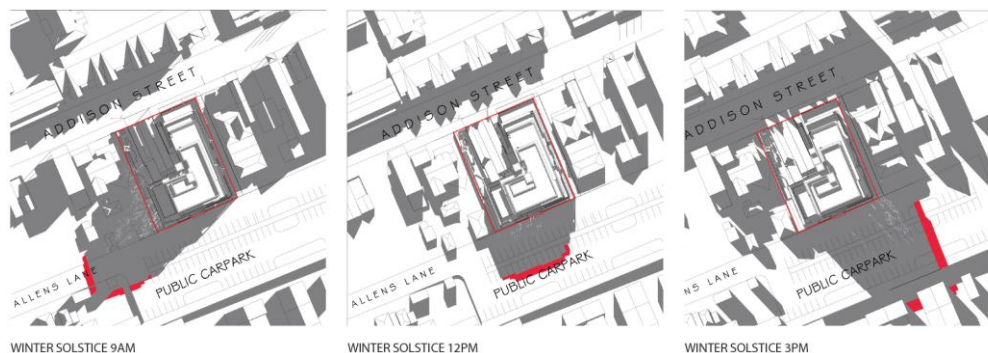 ADDISON STREET
ALLENS LANE
PUBLIC CARPARK
WINTER SOLSTICE 9AM
ADDISON STREET
ALLENS LANE
PUBLIC CARPARK
WINTER SOLSTICE 12PM
ADDISON STREET
ALLENS LANE
PUBLIC CARPARK
WINTER SOLSTICE 3PM